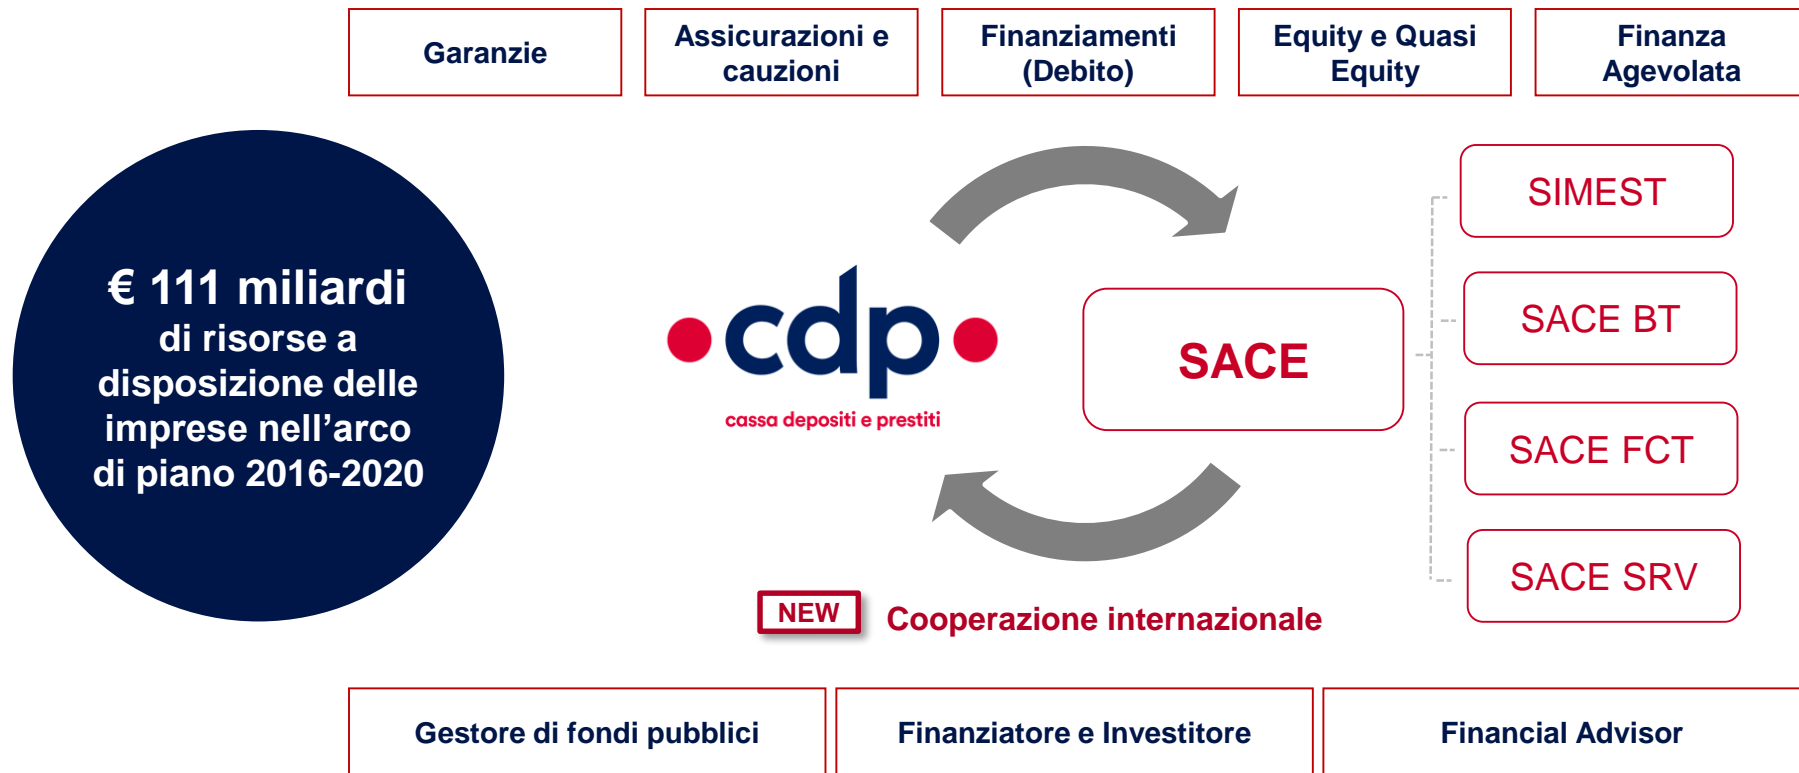 Garanzie
Assicurazioni e
cauzioni
Finanziamenti
(Debito)
Equity e Quasi
Equity
Finanza
Agevolata
€ 111 miliardi
di risorse a
disposizione delle
imprese nell’arco
di piano 2016-2020
cdp
cassa depositi e prestiti
SACE
SIMEST
SACE BT
SACE FCT
SACE SRV
NEW
Cooperazione internazionale
Gestore di fondi pubblici
Finanziatore e Investitore
Financial Advisor